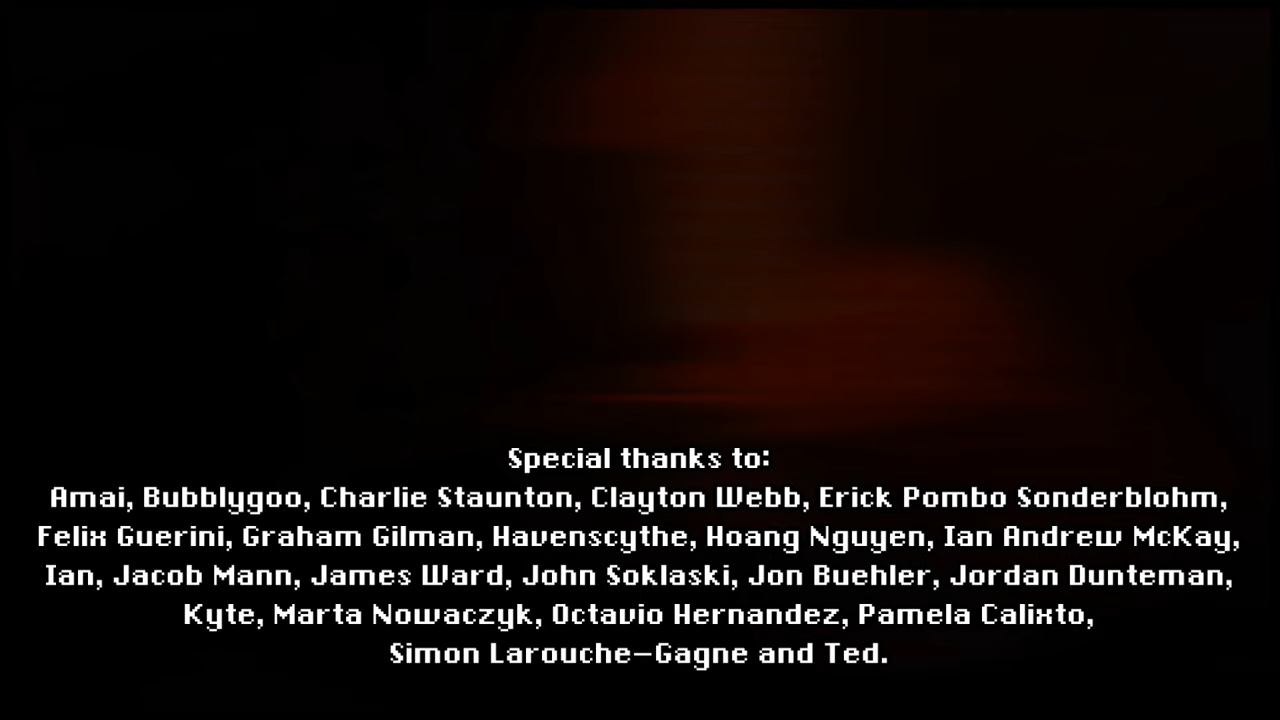 Special thanks to:
Amai, Bubblygoo, Charlie Staunton, Clayton Webb, Erick Pombo Sonderblohm,
Felix Guerini, Graham Gilman, Havenscythe, Hoang Nguyen, Ian Andrew McKay,
Ian, Jacob Mann, James Ward, John Soklaski, Jon Buehler, Jordan Dunteman,
Kyte, Marta Nowaczyk, Octavio Hernandez, Pamela Calixto,
Simon Larouche-Gagne and Ted.